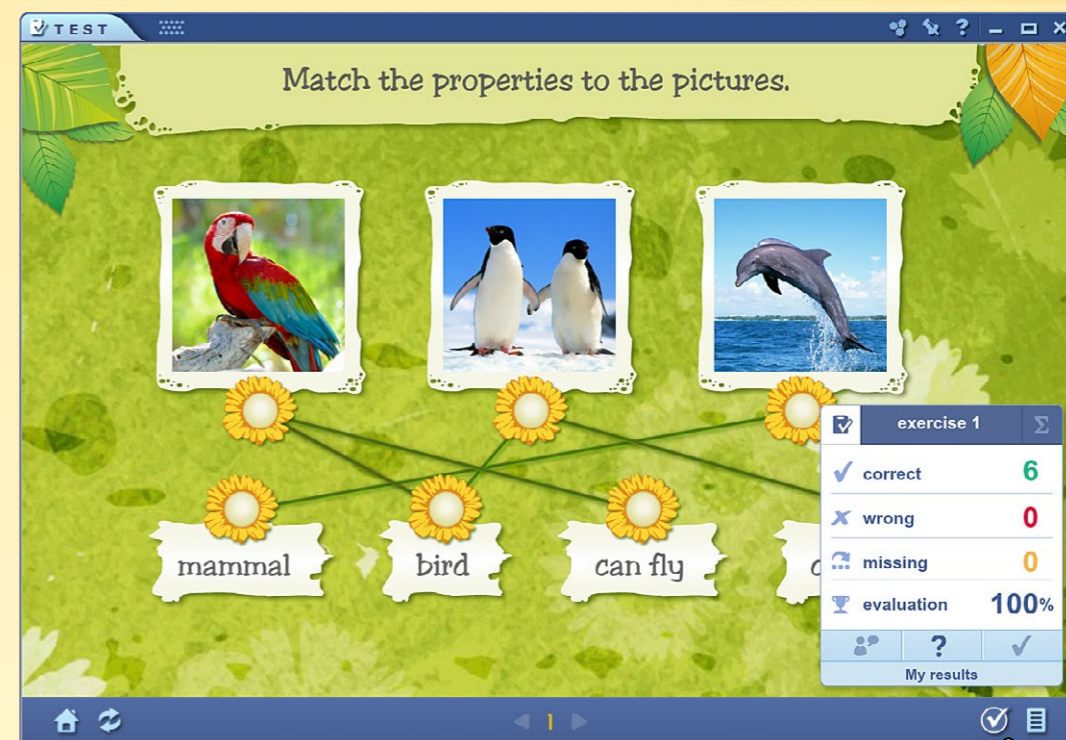 TEST
Match the properties to the pictures.
exercise 1
correct 6
wrong 0
missing 0
evaluation 100%
mammal
bird
can fly
c
My results
1